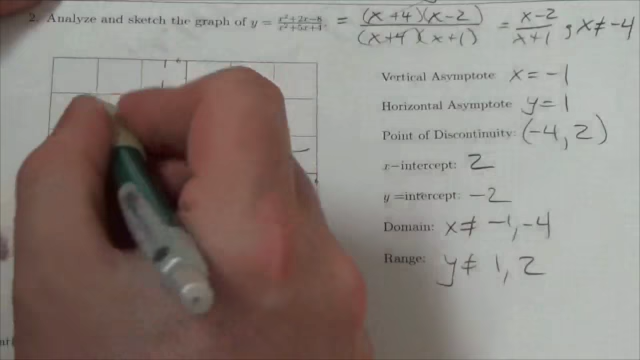 2. Analyze and sketch the graph of y = x²+2x−8/x²+5x+4. = (x+4)(x-2)/(x+4)(x+1) = x-2/x+1, x≠-4
Vertical Asymptote x=-1
Horizontal Asymptote y=1
Point of Discontinuity: (-4, 2)
x−intercept: 2
y =intercept: -2
Domain: x≠ -1, -4
Range: y≠ 1, 2